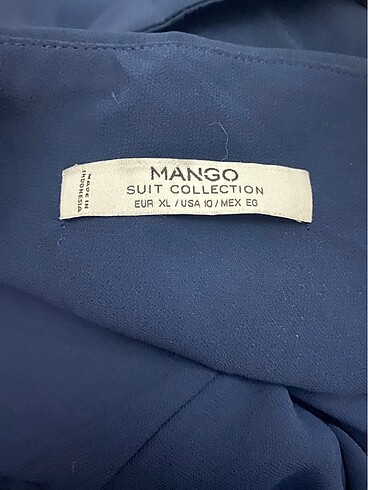 MANGO
SUIT COLLECTION
EUR XL / USA 10 / MEX EG
MADE IN
INDONESIA